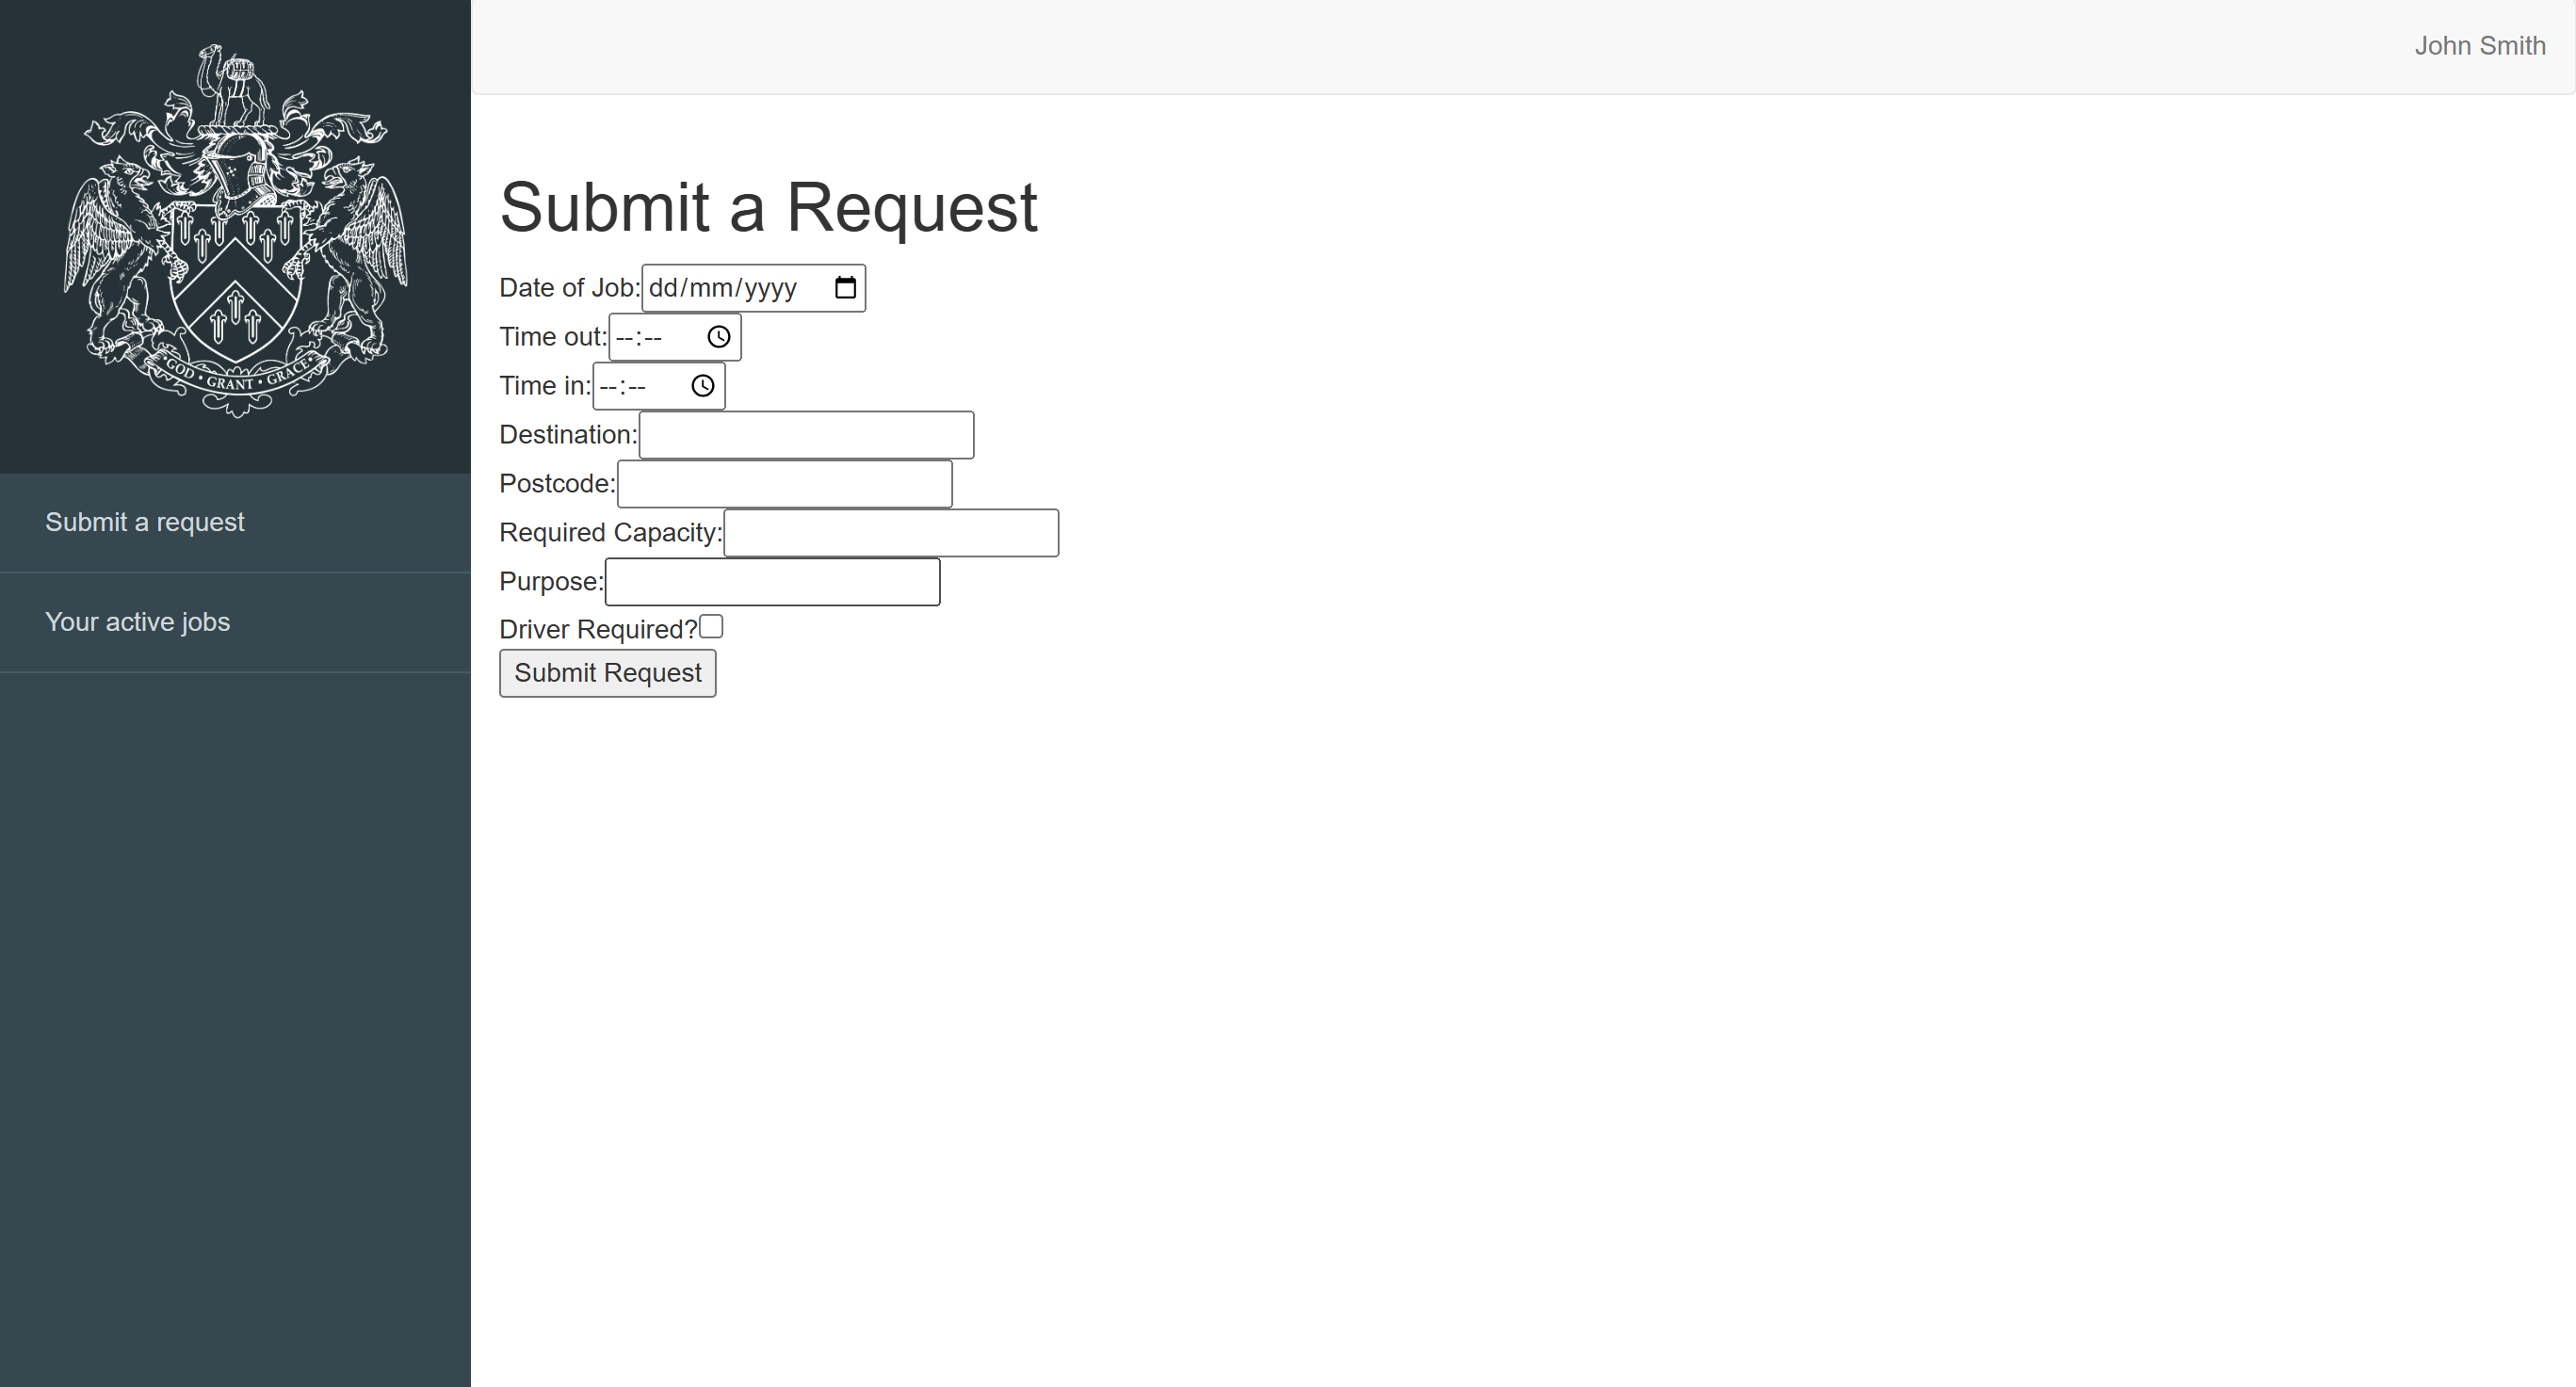 GOD • GRANT • GRACE
John Smith
Submit a request
Your active jobs
Submit a Request
Date of Job: dd/mm/yyyy
Time out: --:--
Time in: --:--
Destination:
Postcode:
Required Capacity:
Purpose:
Driver Required?
Submit Request